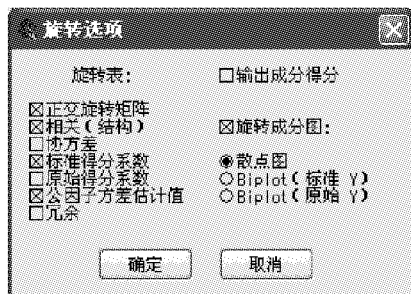 旋转选项
旋转表：
正交旋转矩阵
相关（结构）
协方差
标准得分系数
原始得分系数
公因子方差估计值
冗余
输出成分得分
旋转成分图：
散点图
Biplot（标准 Y）
Biplot（原始 Y）
确定
取消